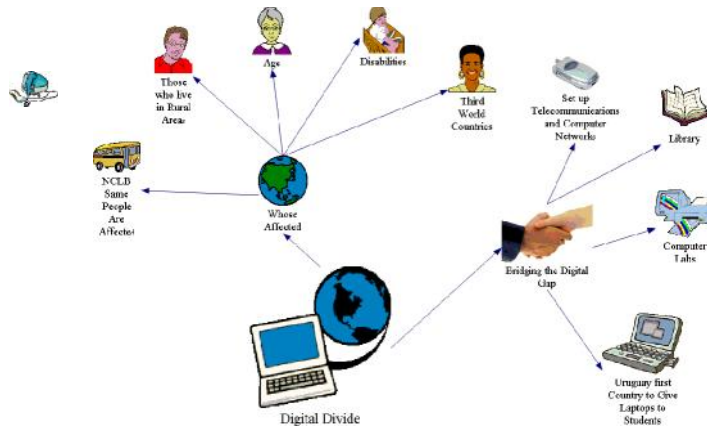 Those
who live
in Rural
Areas
Age
Disabilities
Third
World
Countries
Set up
Telecommunications
and Computer
Networks
Library
NCLB
Same
People
Are
Affected
Whose
Affected
Bridging the Digital
Gap
Computer
Labs
Uruguay first
Country to Give
Laptops to
Students
Digital Divide